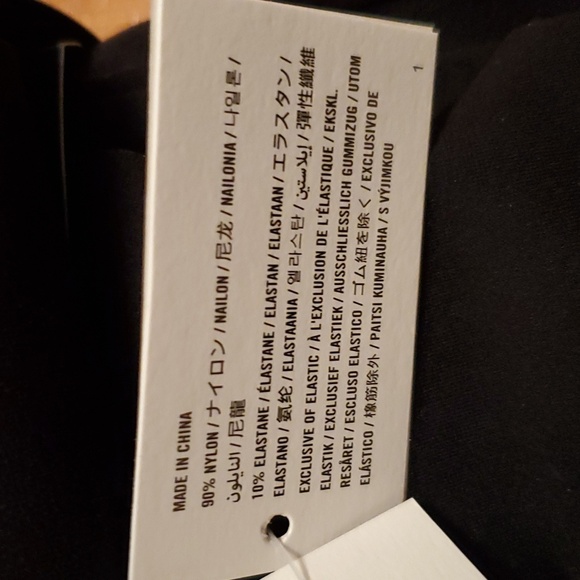 MADE IN CHINA
90% NYLON / ナイロン / NAILON / 尼龙 / NAILONIA / 나일론 /
النايلون / 尼龍
10% ELASTANE / ÉLASTANE / ELASTAN / ELASTAAN / エラスタン /
ELASTANO / 氨纶 / ELASTAANIA / 엘라스탄 / إيلاستين / 彈性纖維
EXCLUSIVE OF ELASTIC / À L'EXCLUSION DE L'ÉLASTIQUE / EKSKL.
ELASTIK / EXCLUSIEF ELASTIEK / AUSSCHLIESSLICH GUMMIZUG / UTOM
RESÅRET / ESCLUSO ELASTICO / ゴム紐を除く / EXCLUSIVO DE
ELÁSTICO / 橡筋除外 / PAITSI KUMINAUHA / S VÝJIMKOU
1